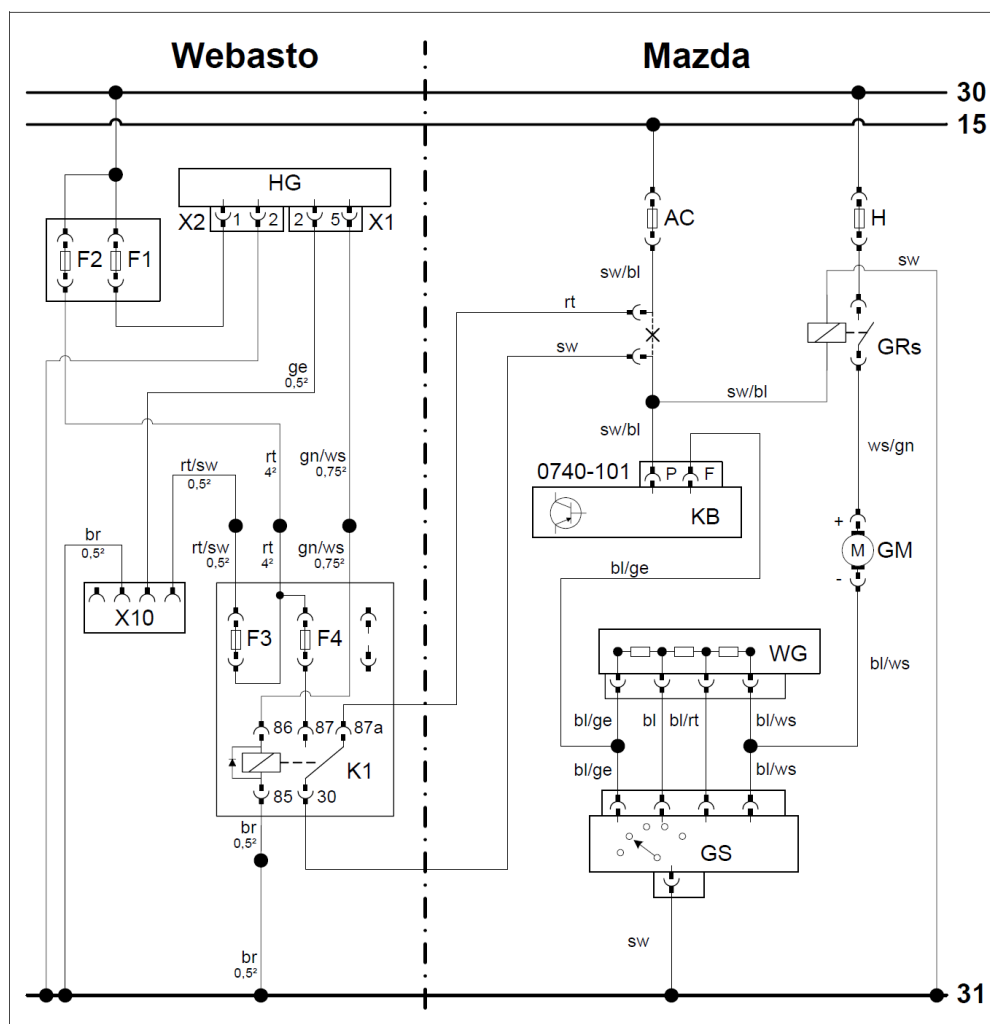 Webasto Mazda
30
15
HG
X2 1 2 2 5 X1
AC H
F2 F1
sw/bl sw
rt
GRs
sw
ge
0,5²
sw/bl
sw/bl
ws/gn
rt/sw
0,5²
rt
4²
gn/ws
0,75²
0740-101 P F
KB
+
M GM
-
br
0,5²
rt/sw
0,5²
rt
4²
gn/ws
0,75²
bl/ge
X10
F3 F4
WG
bl/ws
86 87 87a
bl/ge bl bl/rt bl/ws
K1
bl/ge bl/ws
85 30
br
0,5²
GS
sw
br
0,5²
31